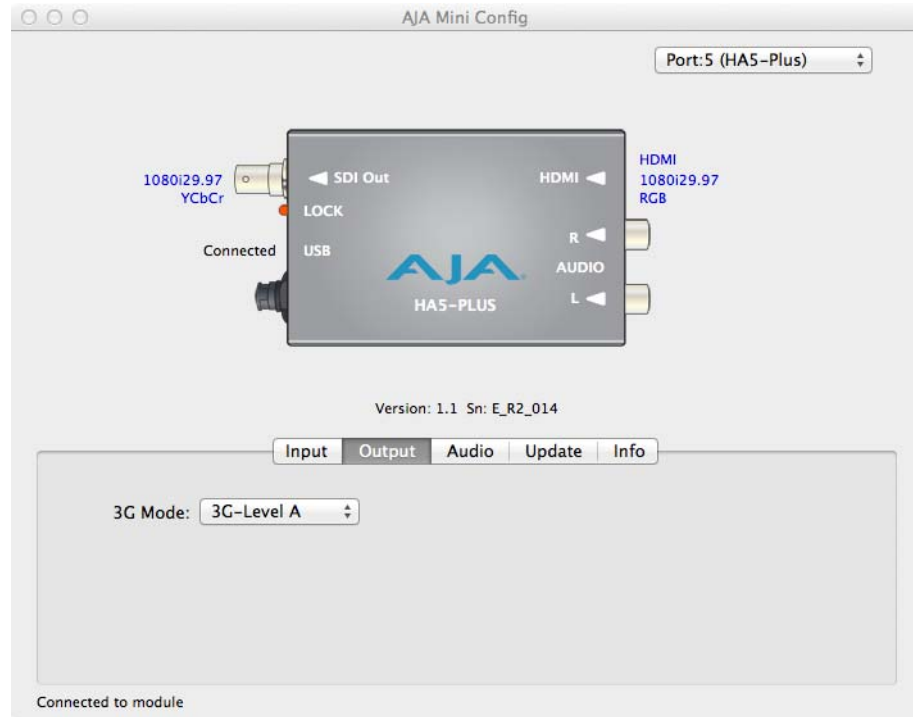 AJA Mini Config
Port:5 (HA5-Plus)
1080i29.97
YCbCr
SDI Out
HDMI
HDMI
1080i29.97
RGB
LOCK
R
Connected
USB
AUDIO
AJA
L
HA5-PLUS
Version: 1.1 Sn: E_R2_014
Input Output Audio Update Info
3G Mode: 3G-Level A
Connected to module